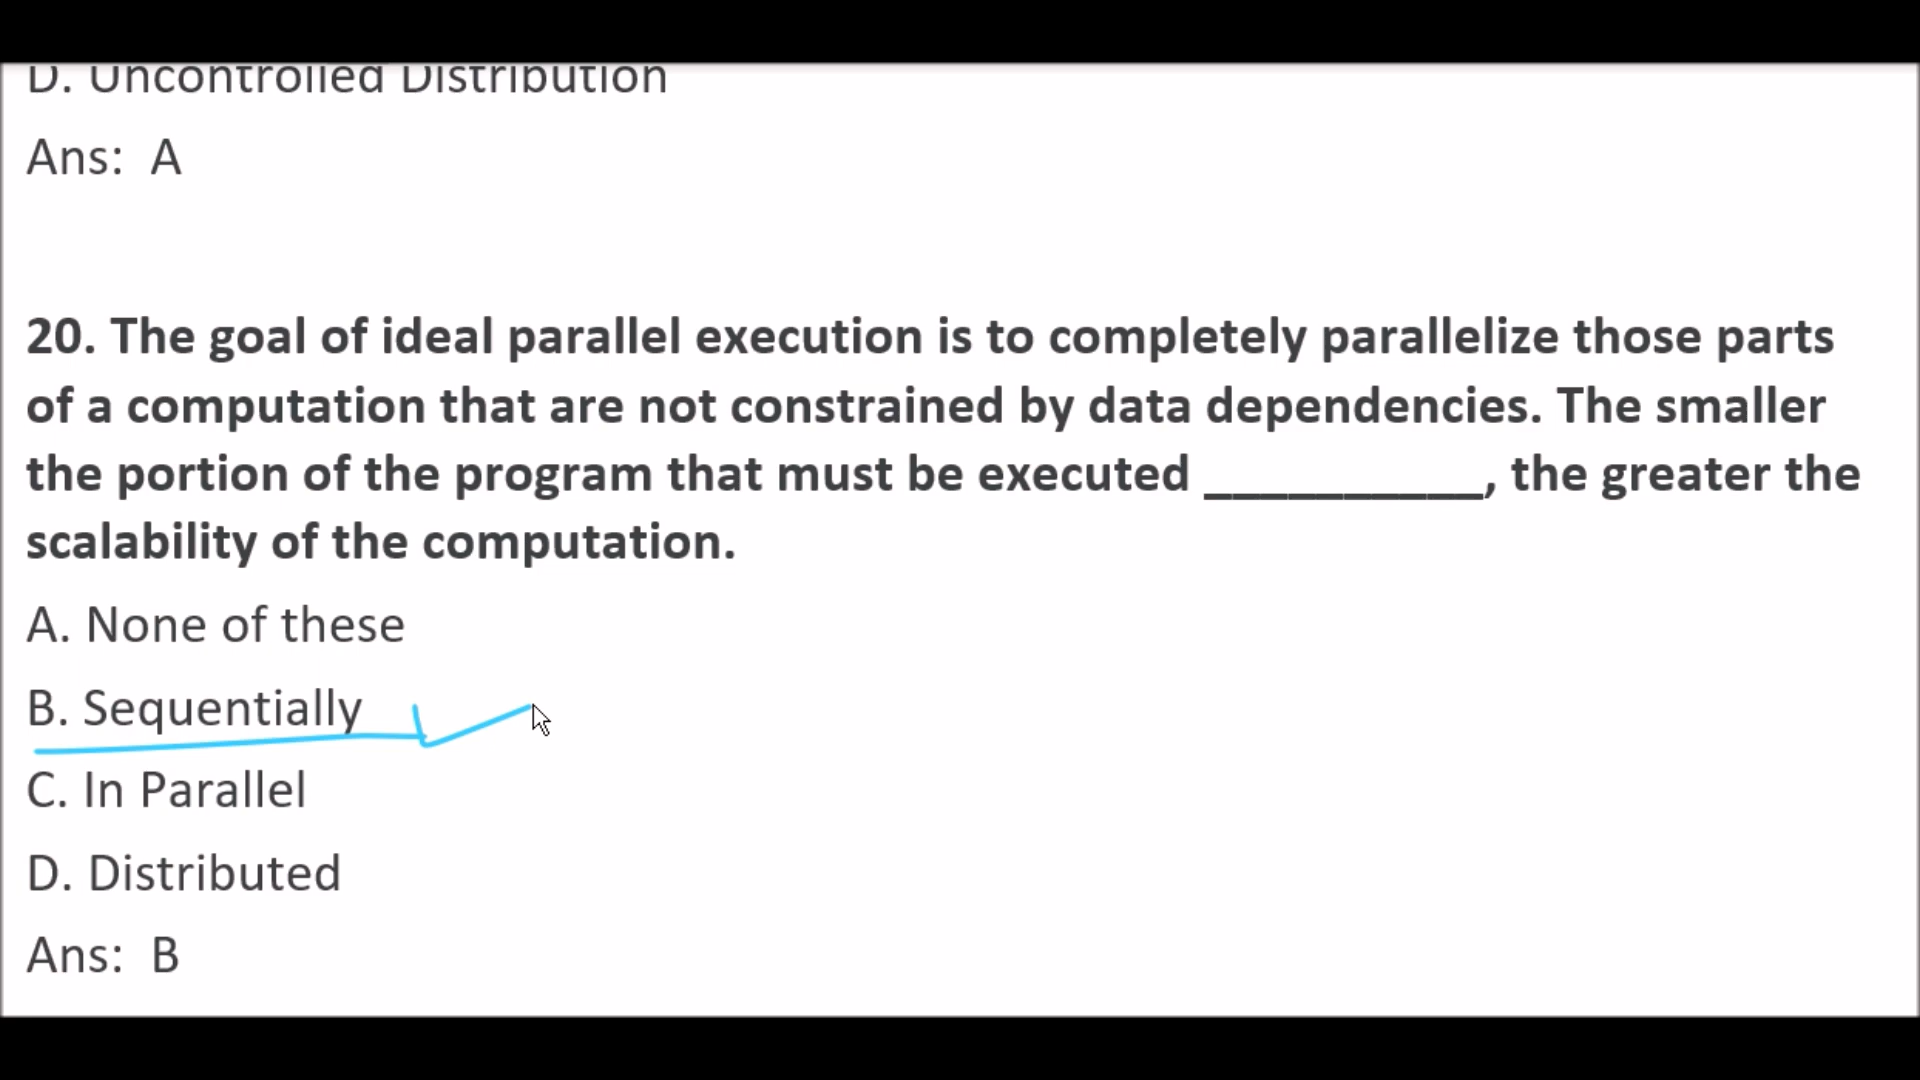 D. Uncontrolled Distribution
Ans: A
20. The goal of ideal parallel execution is to completely parallelize those parts
of a computation that are not constrained by data dependencies. The smaller
the portion of the program that must be executed __________, the greater the
scalability of the computation.
A. None of these
B. Sequentially
C. In Parallel
D. Distributed
Ans: B